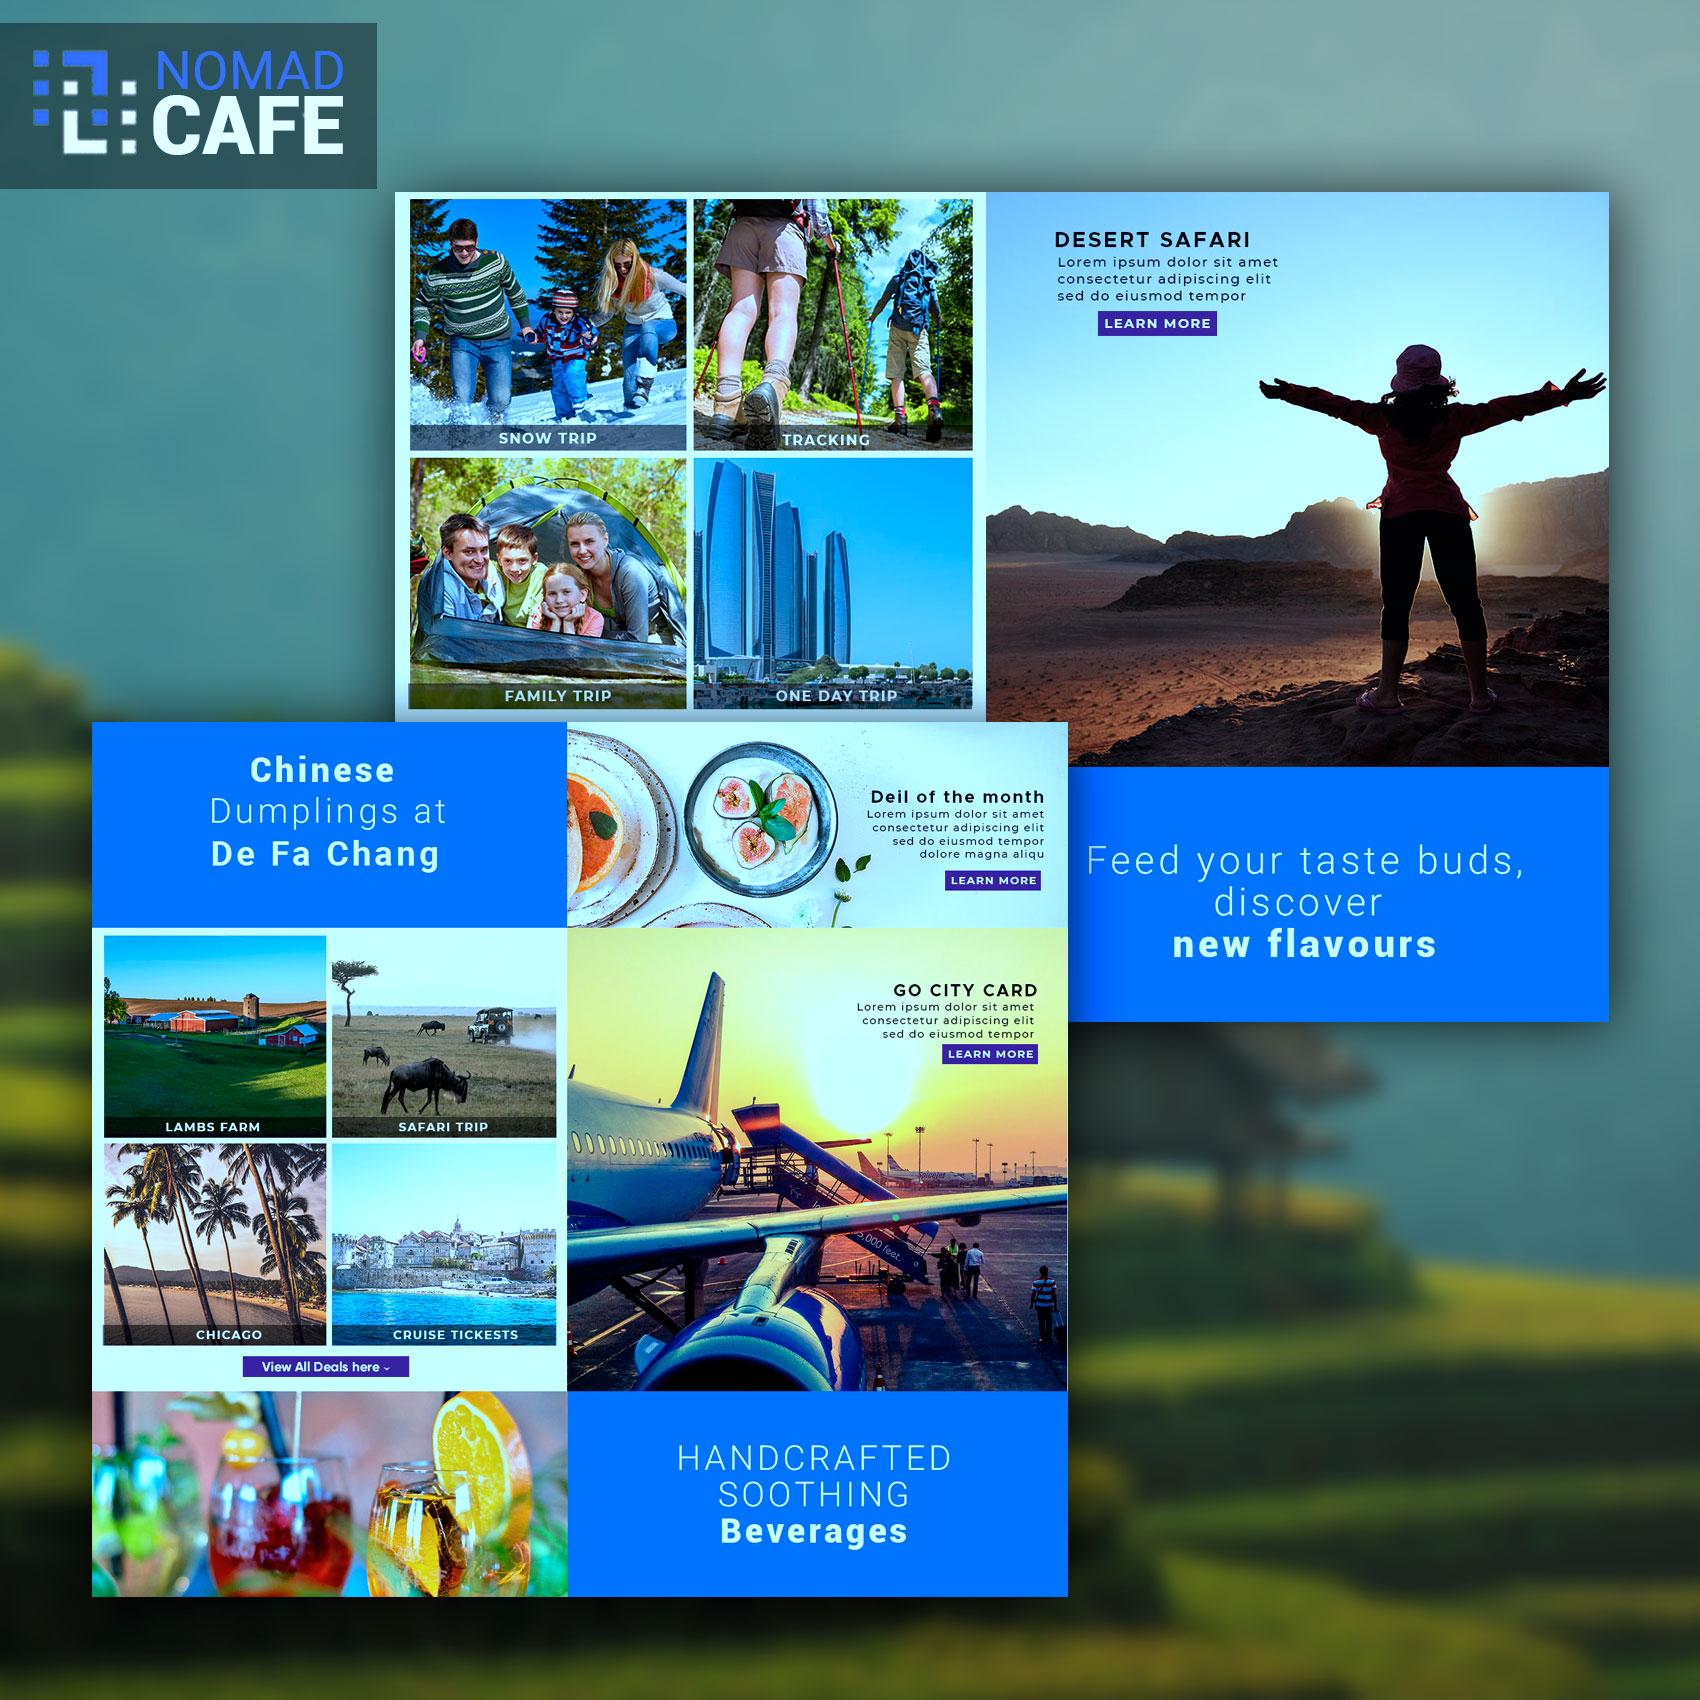 NOMAD
CAFE
SNOW TRIP
TRACKING
FAMILY TRIP
ONE DAY TRIP
DESERT SAFARI
Lorem ipsum dolor sit amet
consectetur adipiscing elit
sed do eiusmod tempor
LEARN MORE
Chinese
Dumplings at
De Fa Chang
Deil of the month
Lorem ipsum dolor sit amet
consectetur adipiscing elit
sed do eiusmod tempor
dolore magna aliqu
LEARN MORE
Feed your taste buds,
discover
new flavours
LAMBS FARM
SAFARI TRIP
CHICAGO
CRUISE TICKESTS
View All Deals here
GO CITY CARD
Lorem ipsum dolor sit amet
consectetur adipiscing elit
sed do eiusmod tempor
LEARN MORE
5,000 feet.
HANDCRAFTED
SOOTHING
Beverages